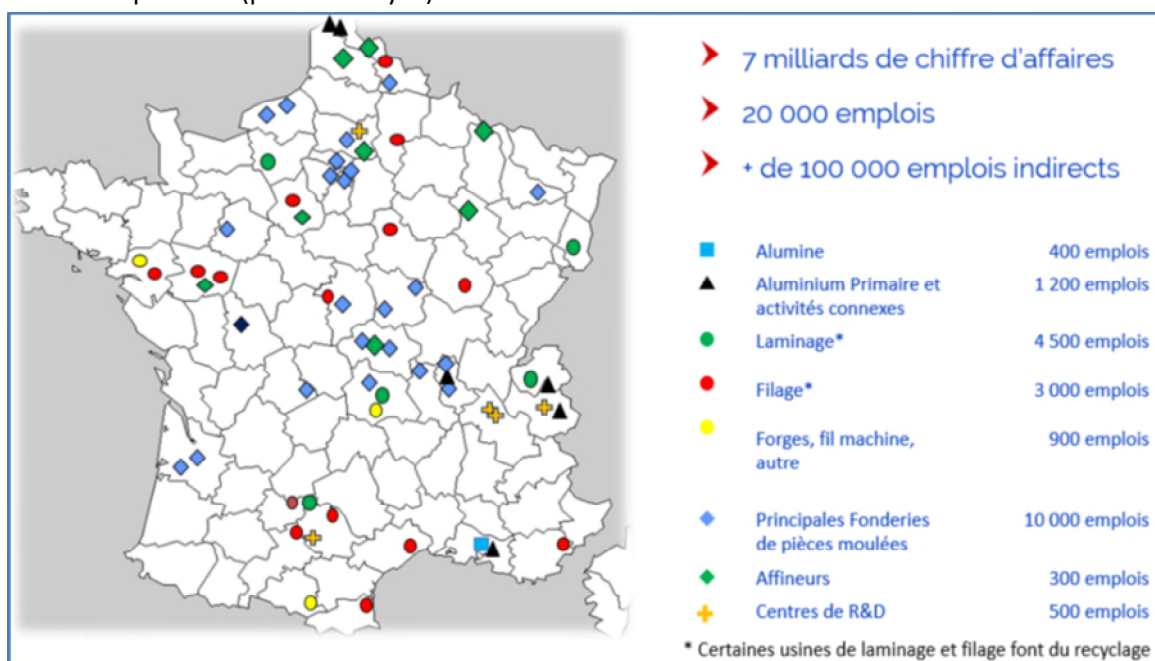 7 milliards de chiffre d'affaires
20 000 emplois
+ de 100 000 emplois indirects
Alumine 400 emplois
Aluminium Primaire et 1 200 emplois
activités connexes
Laminage* 4 500 emplois
Filage* 3 000 emplois
Forges, fil machine, 900 emplois
autre
Principales Fonderies 10 000 emplois
de pièces moulées
Affineurs 300 emplois
Centres de R&D 500 emplois
* Certaines usines de laminage et filage font du recyclage